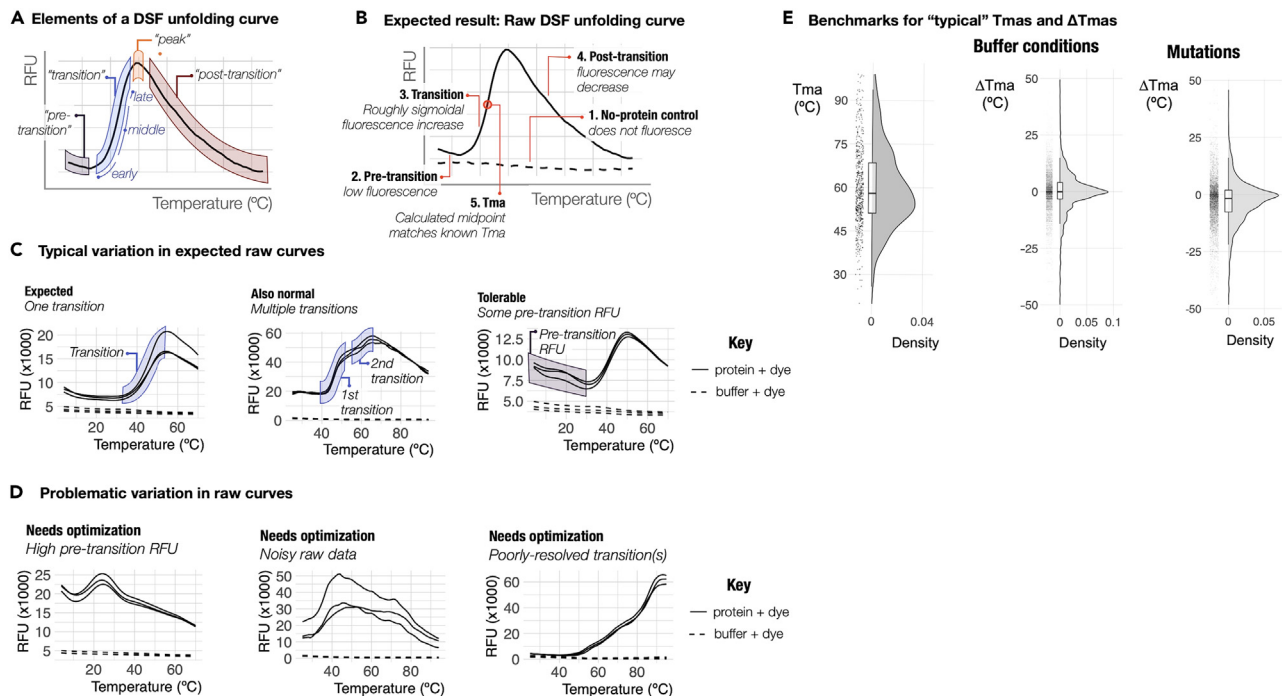 A Elements of a DSF unfolding curve
"peak"
"transition"
"post-transition"
"pre-
transition"
late
middle
early
RFU
Temperature (ºC)
B Expected result: Raw DSF unfolding curve
RFU
4. Post-transition
fluorescence may
decrease
3. Transition
Roughly sigmoidal
fluorescence increase
1. No-protein control
does not fluoresce
2. Pre-transition
low fluorescence
5. Tma
Calculated midpoint
matches known Tma
Temperature (ºC)
C Typical variation in expected raw curves
Expected
One transition
Transition
RFU (x1000)
20
15
10
5
20 40 60
Temperature (ºC)
Also normal
Multiple transitions
2nd
transition
1st
transition
RFU (x1000)
60
40
20
0
40 60 80
Temperature (ºC)
Tolerable
Some pre-transition RFU
Pre-transition
RFU
RFU (x1000)
12.5
10.0
7.5
5.0
20 40 60
Temperature (ºC)
Key
protein + dye
buffer + dye
D Problematic variation in raw curves
Needs optimization
High pre-transition RFU
RFU (x1000)
25
20
15
10
5
20 40 60
Temperature (ºC)
Needs optimization
Noisy raw data
RFU (x1000)
50
40
30
20
10
0
40 60 80
Temperature (ºC)
Needs optimization
Poorly-resolved transition(s)
RFU (x1000)
60
40
20
0
40 60 80
Temperature (ºC)
Key
protein + dye
buffer + dye
E Benchmarks for “typical” Tmas and ΔTmas
Tma
(ºC)
90
75
60
45
30
0 0.04
Density
Buffer conditions
ΔTma
(ºC)
50
25
0
-25
-50
0 0.05 0.1
Density
Mutations
ΔTma
(ºC)
50
25
0
-25
-50
0 0.05
Density